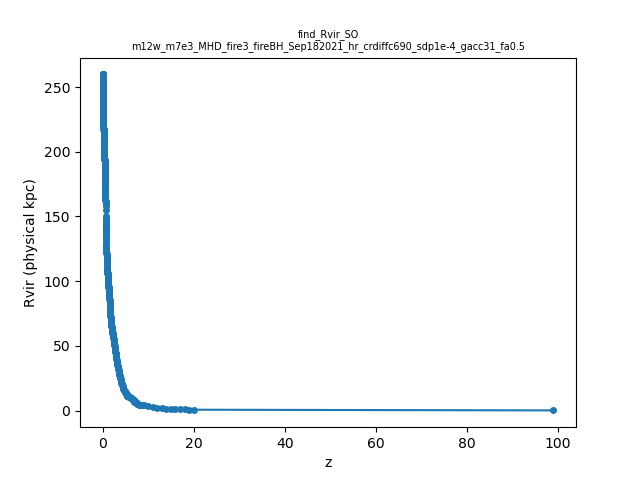 find_Rvir_SO
m12w_m7e3_MHD_fire3_fireBH_Sep182021_hr_crdiffc690_sdp1e-4_gacc31_fa0.5
250
200
150
100
50
0
Rvir (physical kpc)
0 20 40 60 80 100
z